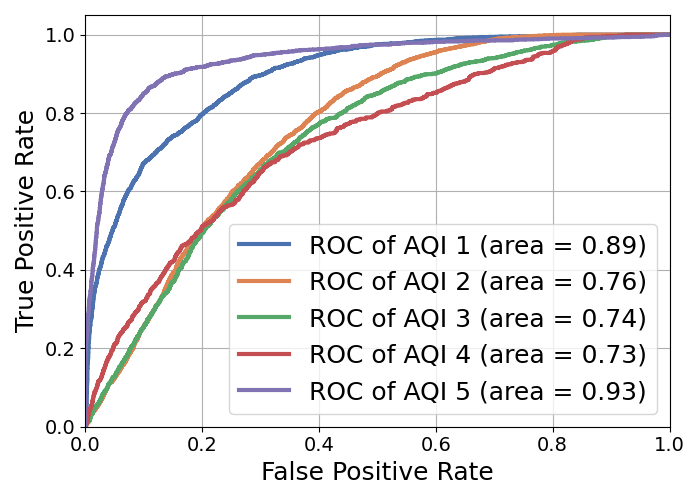 True Positive Rate
1.0
0.8
0.6
0.4
0.2
0.0
ROC of AQI 1 (area = 0.89)
ROC of AQI 2 (area = 0.76)
ROC of AQI 3 (area = 0.74)
ROC of AQI 4 (area = 0.73)
ROC of AQI 5 (area = 0.93)
0.0 0.2 0.4 0.6 0.8 1.0
False Positive Rate